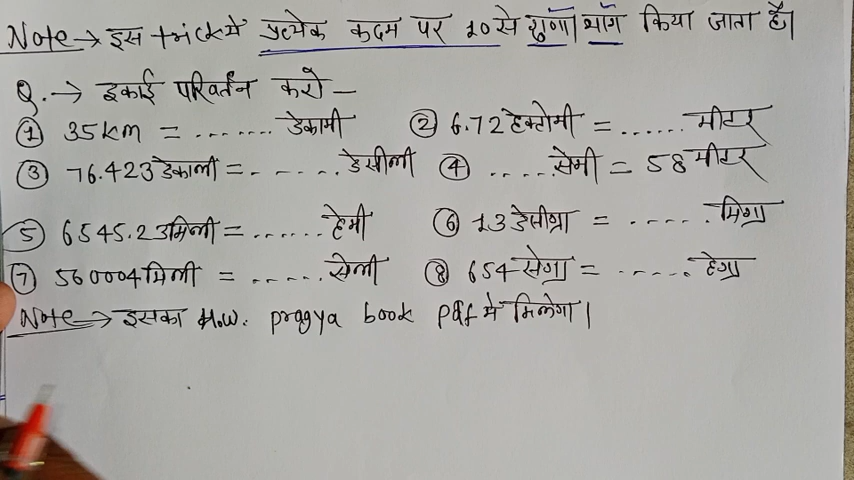 Note → इस trick मे प्रत्येक कदम पर 10 से गुणा/भाग किया जाता है।
Q. → इकाई परिवर्तन करो —
① 35 km = ........ डेकामी ② 6.72 हेक्टोमी = ...... मीटर
③ 76.423 डेकाली = ...... डेसीली ④ ..... सेमी = 58 मीटर
⑤ 6545.23 मिली = ...... हेमी ⑥ 13 डेसीग्रा = ..... मिग्रा
⑦ 560004 मिली = ...... सेली ⑧ 654 सेग्रा = ..... हेग्रा
Note → इसका H.W. pragya book pdf मे मिलेगा।